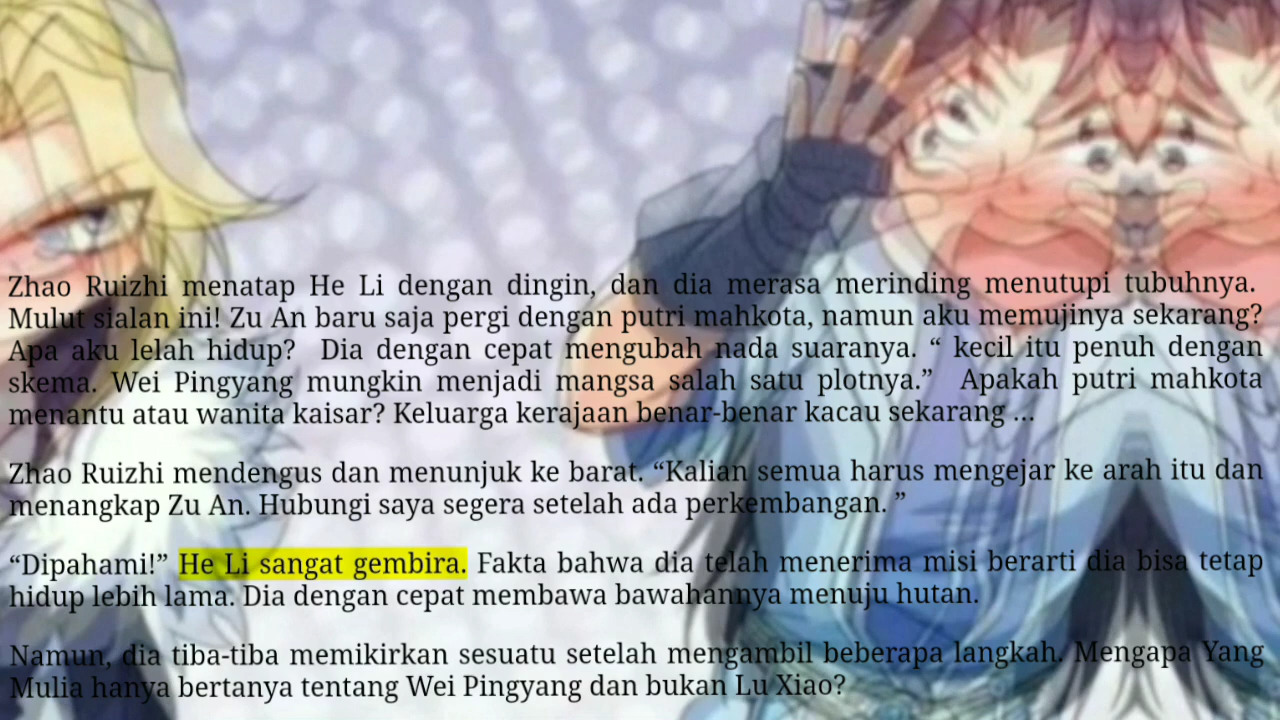 Zhao Ruizhi menatap He Li dengan dingin, dan dia merasa merinding menutupi tubuhnya.
Mulut sialan ini! Zu An baru saja pergi dengan putri mahkota, namun aku memujinya sekarang?
Apa aku lelah hidup? Dia dengan cepat mengubah nada suaranya. “ kecil itu penuh dengan
skema. Wei Pingyang mungkin menjadi mangsa salah satu plotnya.” Apakah putri mahkota
menantu atau wanita kaisar? Keluarga kerajaan benar-benar kacau sekarang ...
Zhao Ruizhi mendengus dan menunjuk ke barat. “Kalian semua harus mengejar ke arah itu dan
menangkap Zu An. Hubungi saya segera setelah ada perkembangan. ”
“Dipahami!” He Li sangat gembira. Fakta bahwa dia telah menerima misi berarti dia bisa tetap
hidup lebih lama. Dia dengan cepat membawa bawahannya menuju hutan.
Namun, dia tiba-tiba memikirkan sesuatu setelah mengambil beberapa langkah. Mengapa Yang
Mulia hanya bertanya tentang Wei Pingyang dan bukan Lu Xiao?